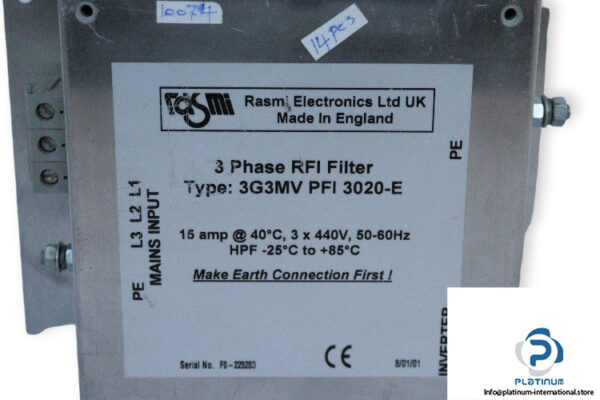 10074
14 pcs
rasmi
Rasmi Electronics Ltd UK
Made In England
3 Phase RFI Filter
Type: 3G3MV PFI 3020-E
15 amp @ 40°C, 3 x 440V, 50-60Hz
HPF -25°C to +85°C
Make Earth Connection First !
Serial No. F0-225203
CE
8/01/01
PE L3 L2 L1
MAINS INPUT
PE
INVERTER
PLATINUM
Info@platinum-international.store